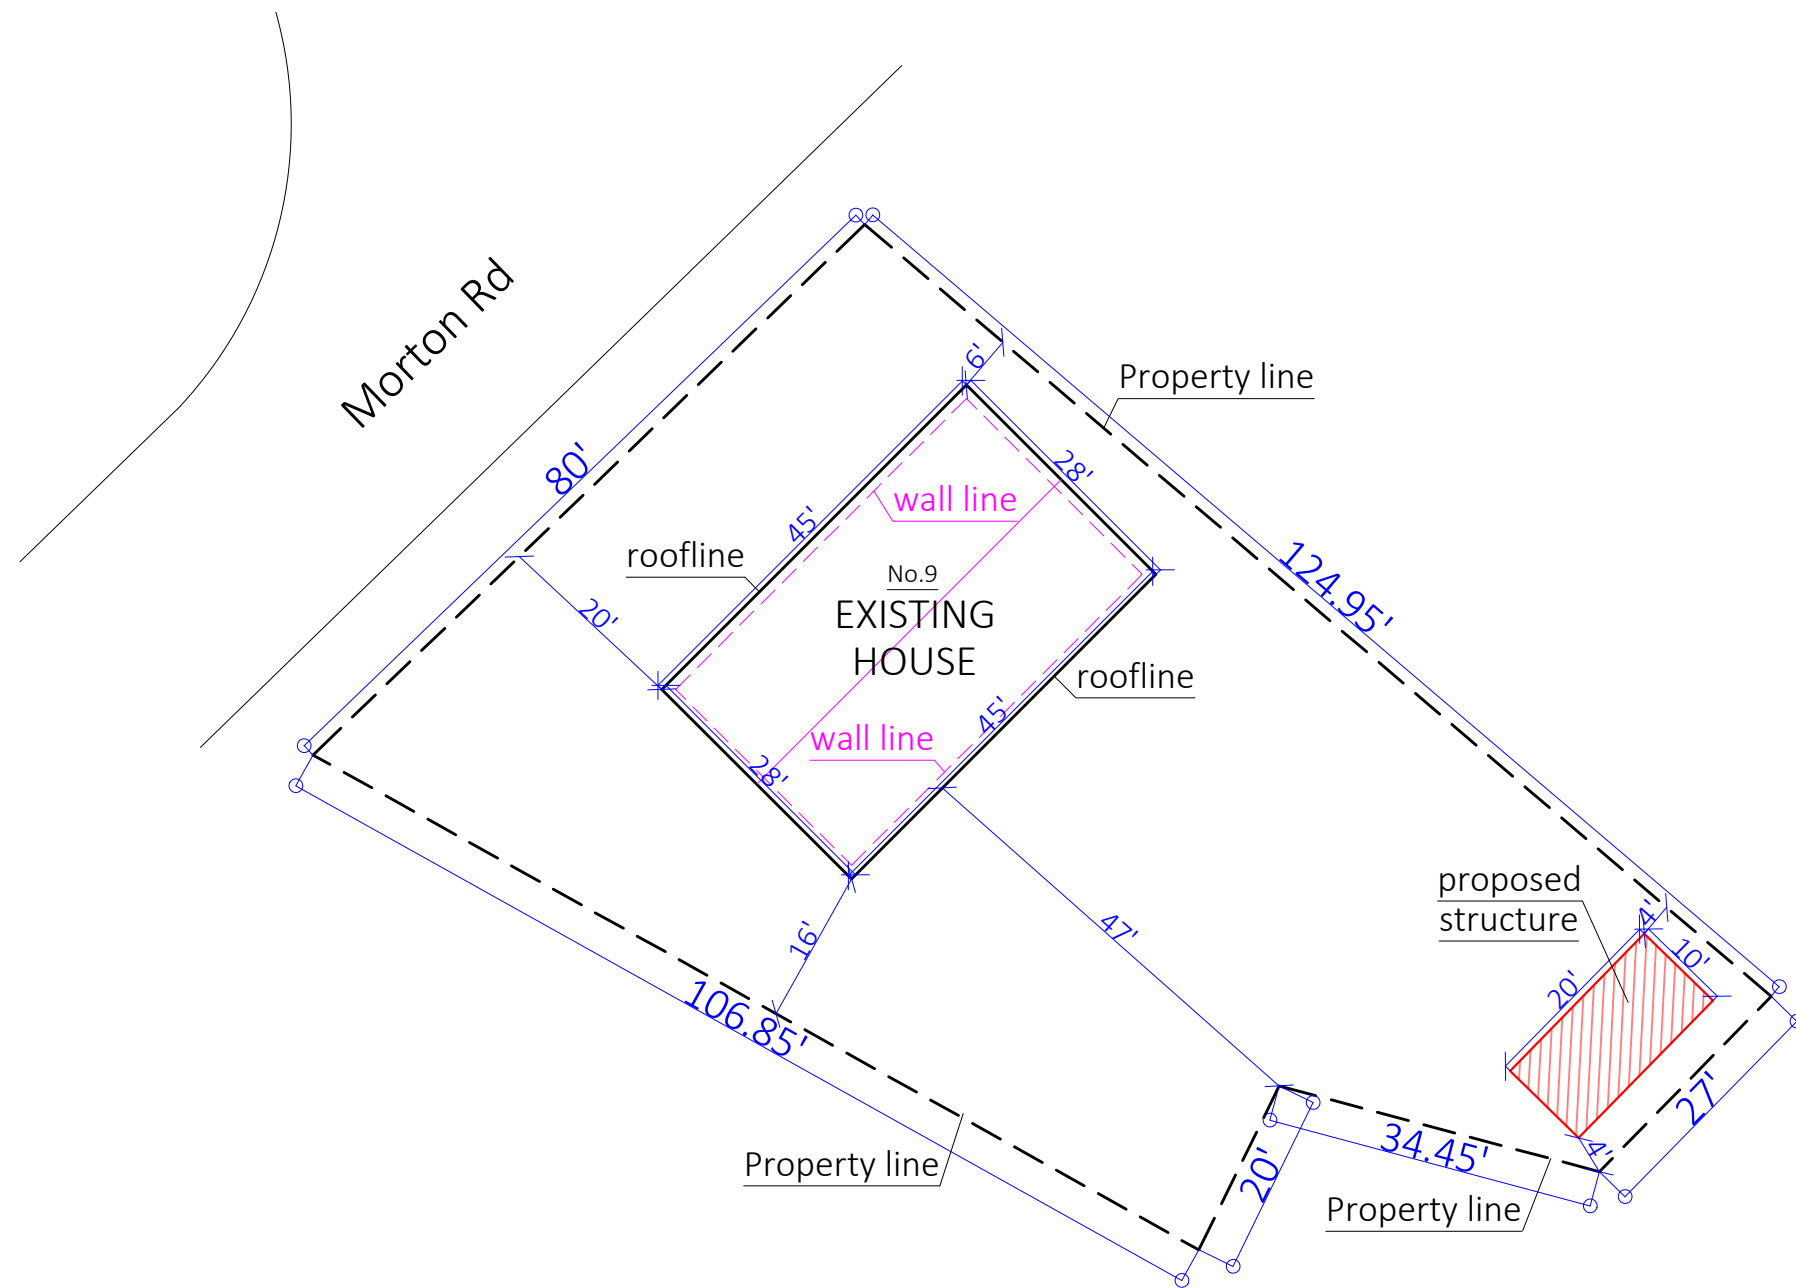 Morton Rd
80'
6'
Property line
28'
wall line
45'
roofline
No.9
EXISTING
HOUSE
20'
124.95'
roofline
45'
wall line
28'
proposed
structure
4'
10'
20'
16'
47'
106.85'
27'
34.45'
4'
20'
Property line
Property line